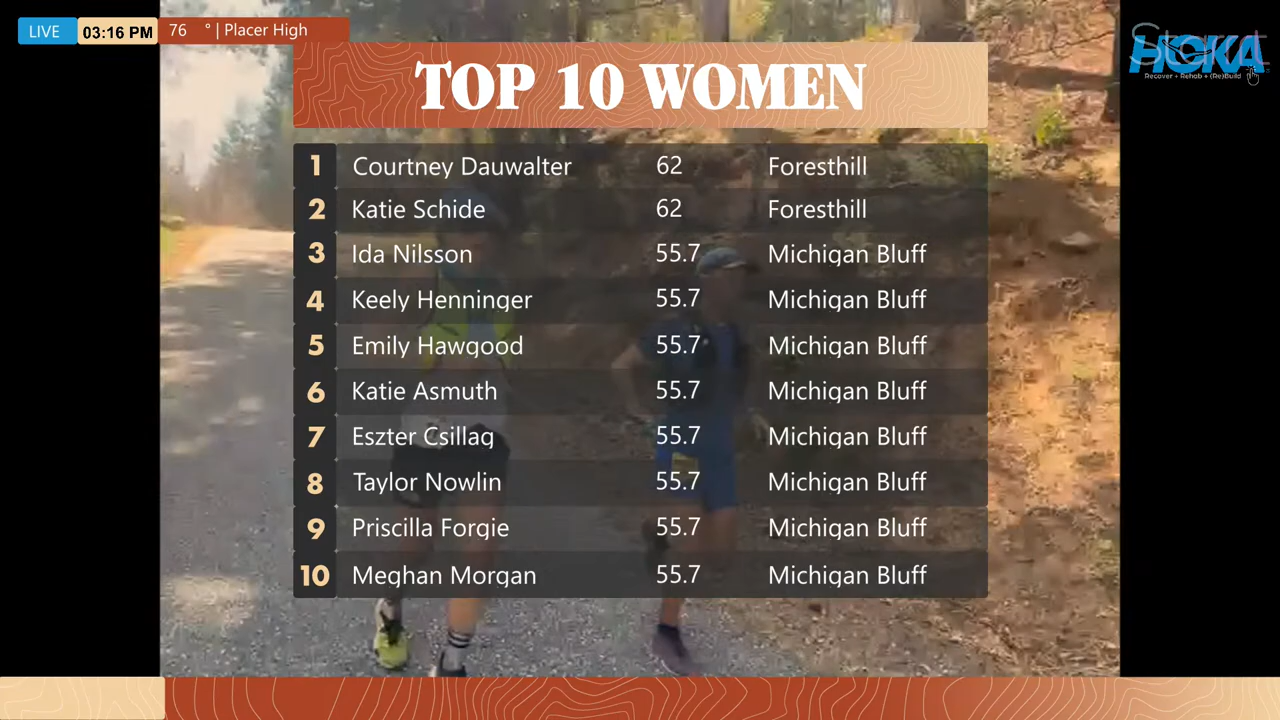 LIVE 03:16 PM 76 ° | Placer High
HOKA
Recover + Rehab + (Re)Build
TOP 10 WOMEN
1 Courtney Dauwalter 62 Foresthill
2 Katie Schide 62 Foresthill
3 Ida Nilsson 55.7 Michigan Bluff
4 Keely Henninger 55.7 Michigan Bluff
5 Emily Hawgood 55.7 Michigan Bluff
6 Katie Asmuth 55.7 Michigan Bluff
7 Eszter Csillag 55.7 Michigan Bluff
8 Taylor Nowlin 55.7 Michigan Bluff
9 Priscilla Forgie 55.7 Michigan Bluff
10 Meghan Morgan 55.7 Michigan Bluff